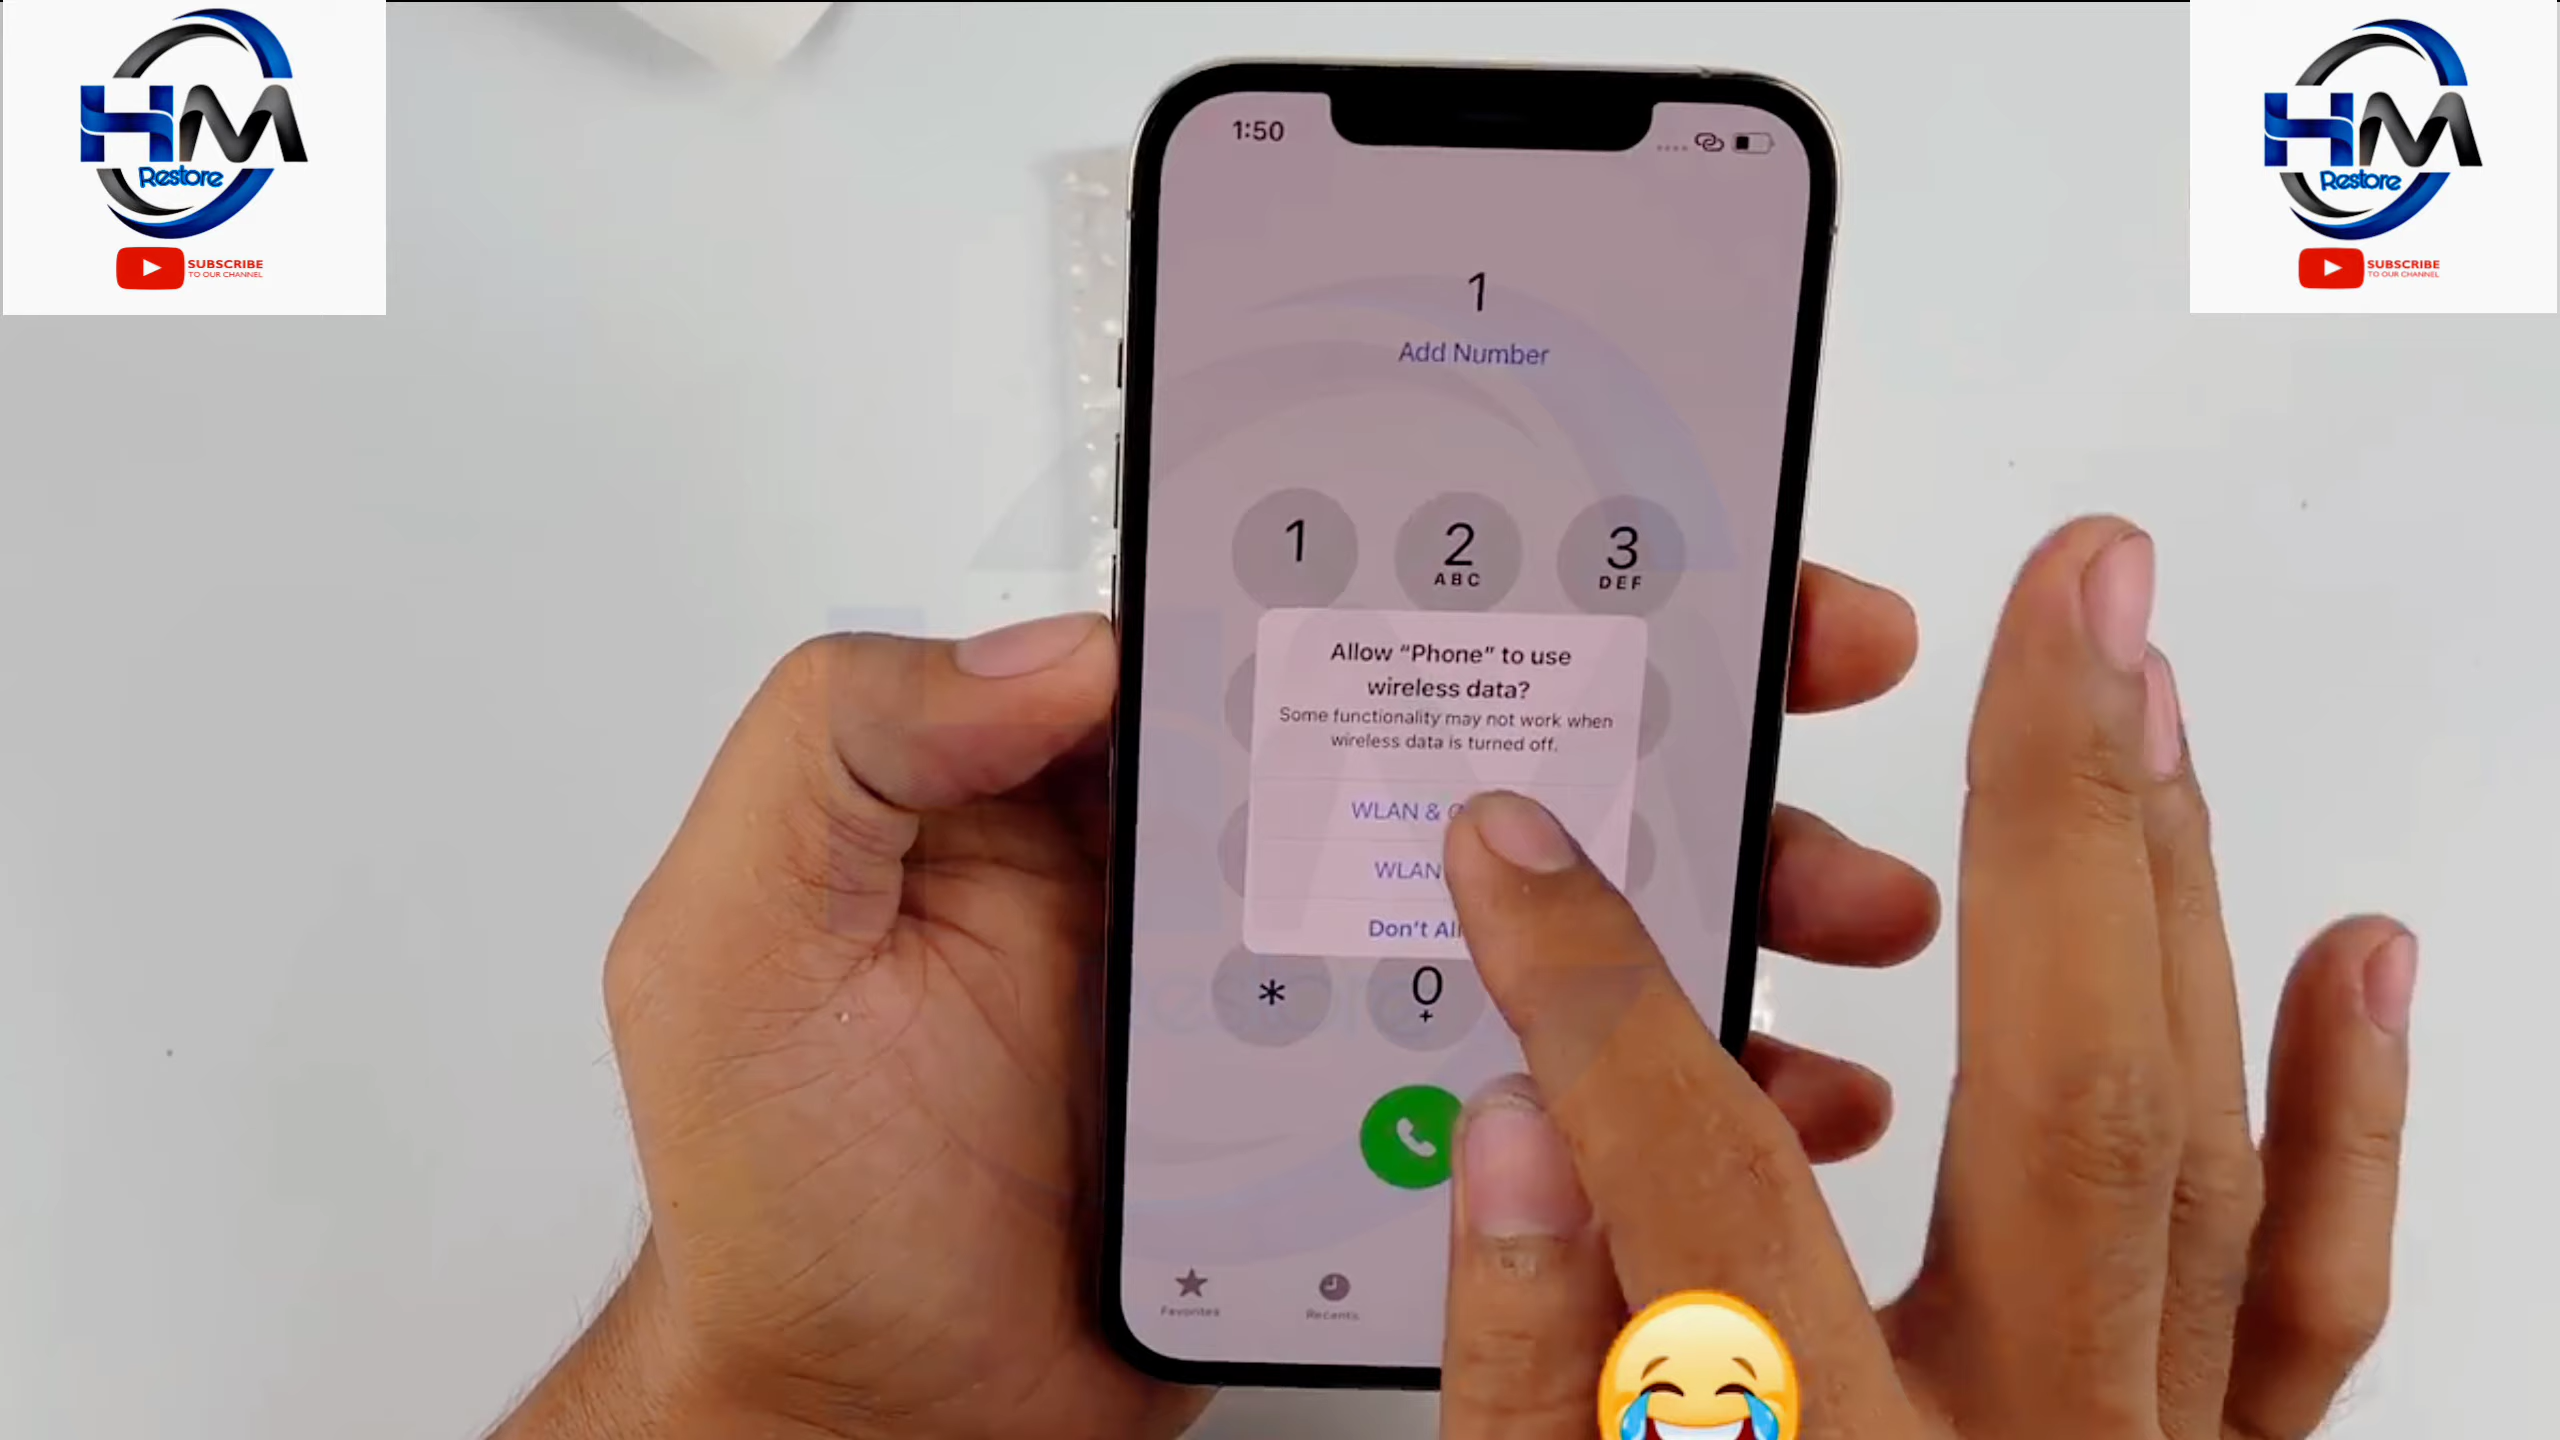 HM
Restore
SUBSCRIBE
TO OUR CHANNEL
HM
Restore
SUBSCRIBE
TO OUR CHANNEL
1:50
1
Add Number
1
2
ABC
3
DEF
Allow “Phone” to use
wireless data?
Some functionality may not work when
wireless data is turned off.
WLAN &
WLAN
Don't
*
0
+
Favorites
Recents